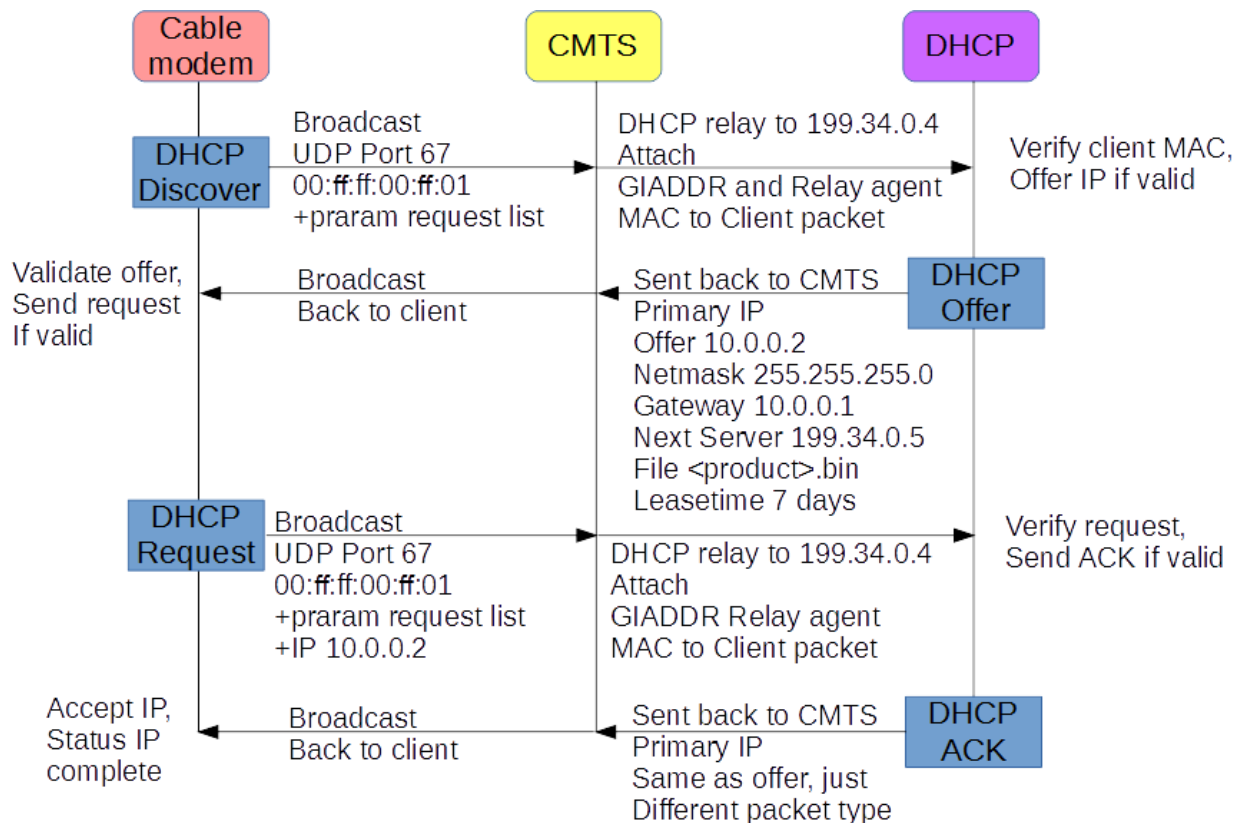 Cable
modem
CMTS
DHCP
DHCP
Discover
Broadcast
UDP Port 67
00:ff:ff:00:ff:01
+praram request list
DHCP relay to 199.34.0.4
Attach
GIADDR and Relay agent
MAC to Client packet
Verify client MAC,
Offer IP if valid
Validate offer,
Send request
If valid
Broadcast
Back to client
Sent back to CMTS
Primary IP
Offer 10.0.0.2
Netmask 255.255.255.0
Gateway 10.0.0.1
Next Server 199.34.0.5
File <product>.bin
Leasetime 7 days
DHCP
Offer
DHCP
Request
Broadcast
UDP Port 67
00:ff:ff:00:ff:01
+praram request list
+IP 10.0.0.2
DHCP relay to 199.34.0.4
Attach
GIADDR Relay agent
MAC to Client packet
Verify request,
Send ACK if valid
Accept IP,
Status IP
complete
Broadcast
Back to client
Sent back to CMTS
Primary IP
Same as offer, just
Different packet type
DHCP
ACK